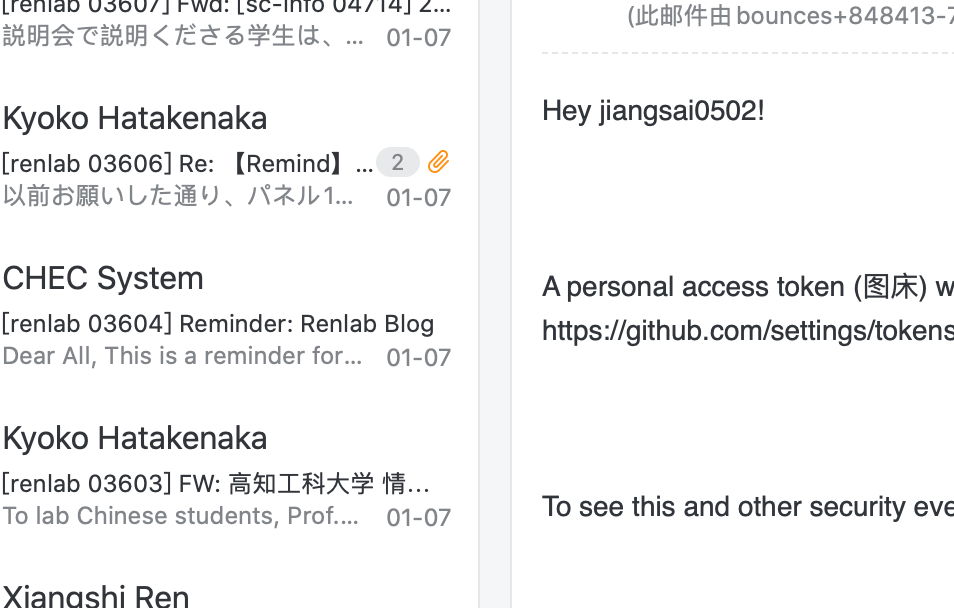 [renlab 03607] Fwd: [sc-info 04714] 2...
説明会で説明くださる学生は、... 01-07
Kyoko Hatakenaka
[renlab 03606] Re: 【Remind】... 2
以前お願いした通り、パネル1... 01-07
CHEC System
[renlab 03604] Reminder: Renlab Blog
Dear All, This is a reminder for... 01-07
Kyoko Hatakenaka
[renlab 03603] FW: 高知工科大学 情...
To lab Chinese students, Prof.... 01-07
Xiangshi Ren
(此邮件由 bounces+848413-7
Hey jiangsai0502!
A personal access token (图床) w
https://github.com/settings/tokens
To see this and other security eve